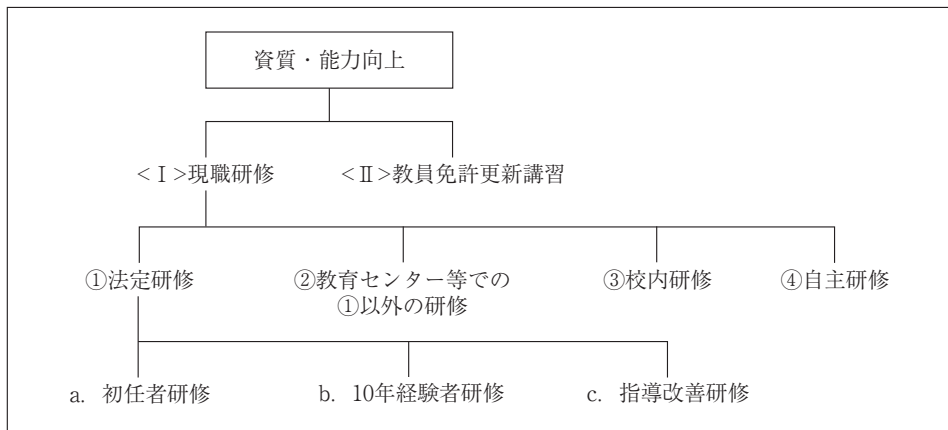 資質・能力向上
<Ⅰ>現職研修
<Ⅱ>教員免許更新講習
①法定研修
②教育センター等での
①以外の研修
③校内研修
④自主研修
a. 初任者研修
b. 10年経験者研修
c. 指導改善研修